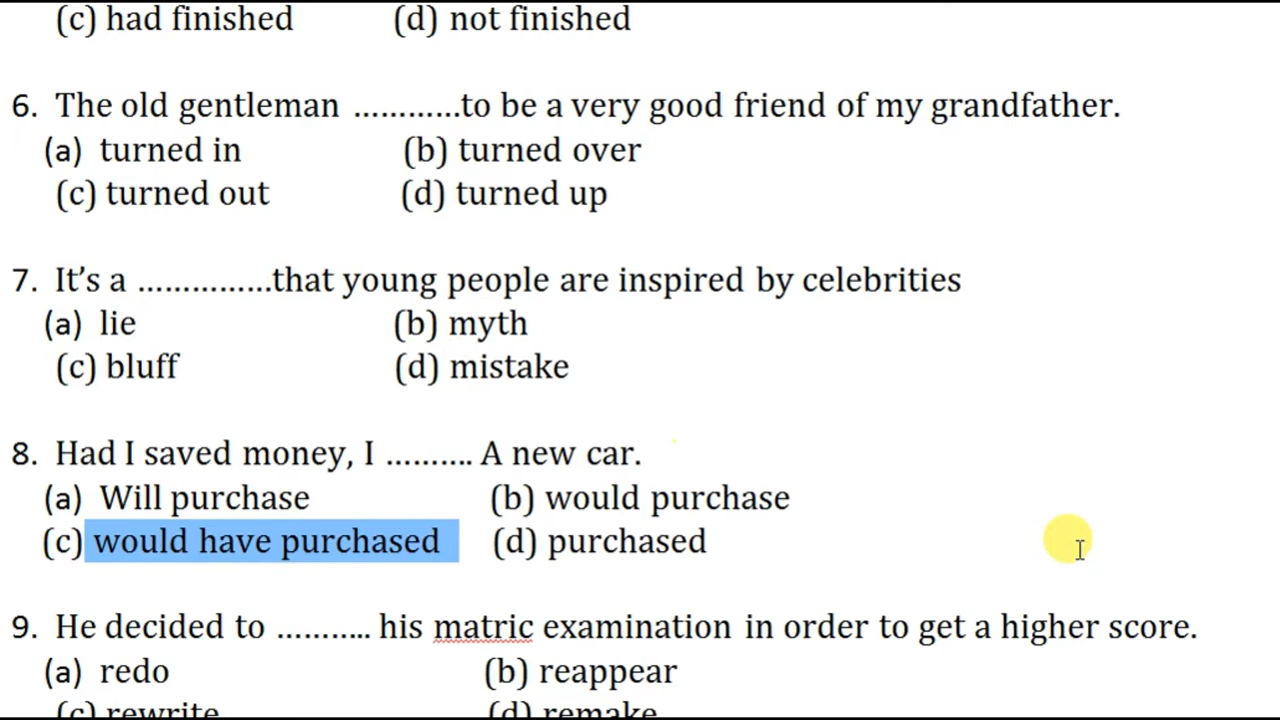 (c) had finished (d) not finished
6. The old gentleman ............to be a very good friend of my grandfather.
(a) turned in (b) turned over
(c) turned out (d) turned up
7. It’s a ...............that young people are inspired by celebrities
(a) lie (b) myth
(c) bluff (d) mistake
8. Had I saved money, I .......... A new car.
(a) Will purchase (b) would purchase
(c) would have purchased (d) purchased
9. He decided to ........... his matric examination in order to get a higher score.
(a) redo (b) reappear
(c) rewrite (d) remake